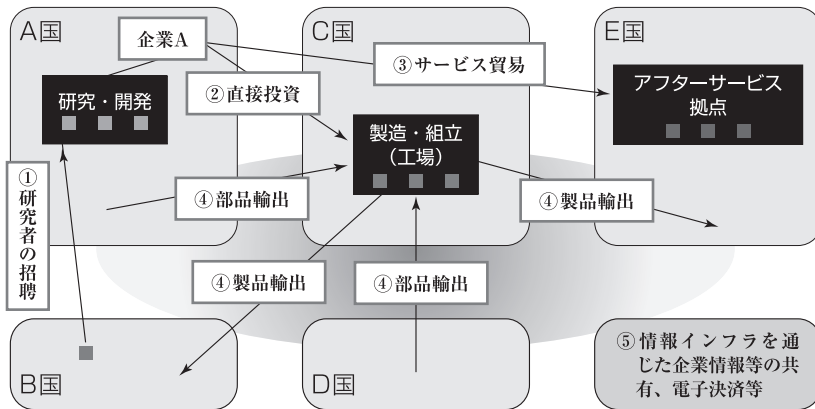 A国
企業A
研究・開発
②直接投資
①研究者の招聘
④部品輸出
C国
③サービス貿易
製造・組立
(工場)
④製品輸出
④部品輸出
E国
アフターサービス
拠点
④製品輸出
B国
D国
⑤情報インフラを通
じた企業情報等の共
有、電子決済等